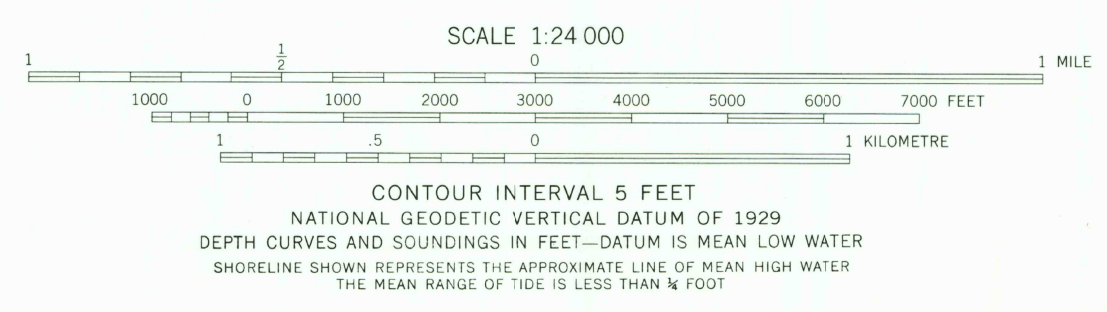 SCALE 1:24 000
1 1/2 0 1 MILE
1000 0 1000 2000 3000 4000 5000 6000 7000 FEET
1 .5 0 1 KILOMETRE
CONTOUR INTERVAL 5 FEET
NATIONAL GEODETIC VERTICAL DATUM OF 1929
DEPTH CURVES AND SOUNDINGS IN FEET—DATUM IS MEAN LOW WATER
SHORELINE SHOWN REPRESENTS THE APPROXIMATE LINE OF MEAN HIGH WATER
THE MEAN RANGE OF TIDE IS LESS THAN ¾ FOOT